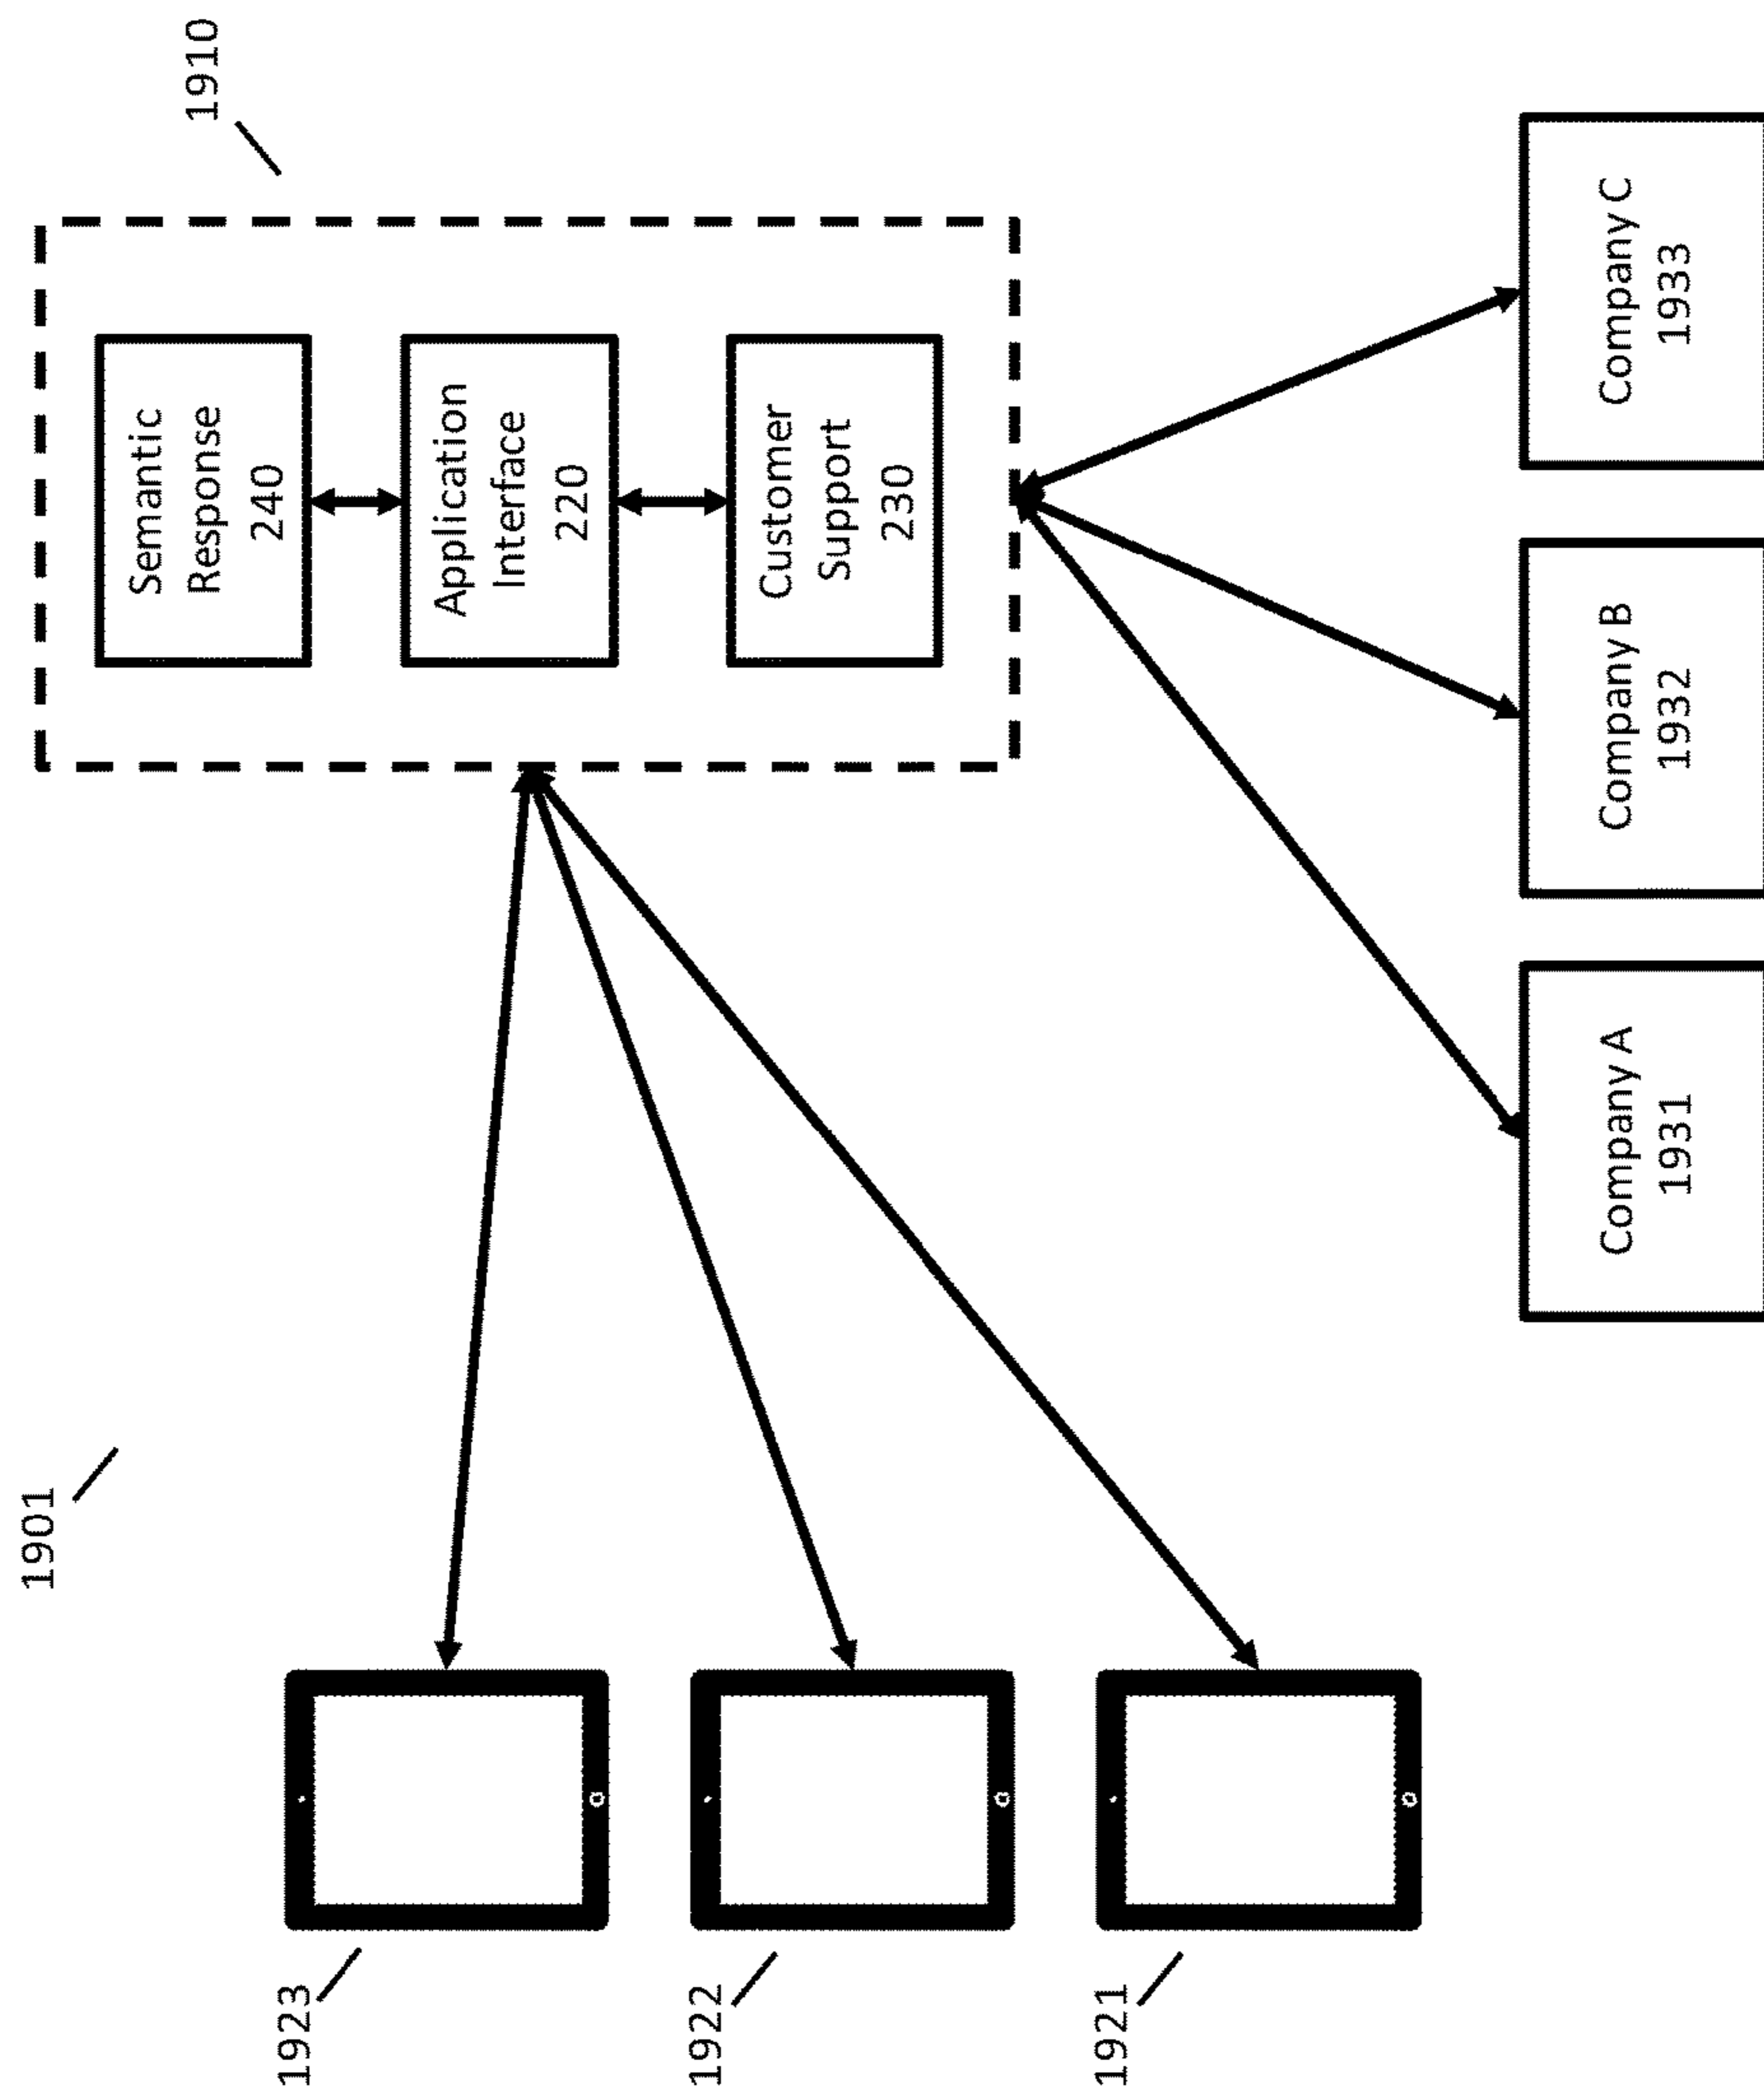 1901
1910
Semantic
Response
240
Application
Interface
220
Customer
Support
230
1923
1922
1921
Company A
1931
Company B
1932
Company C
1933